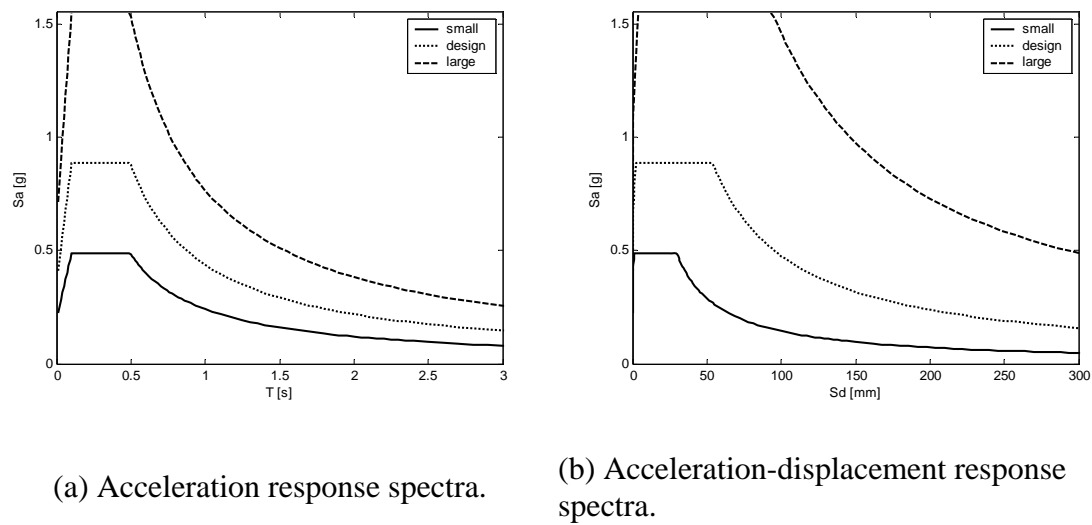 1.5
1
0.5
0
Sa [g]
0
0.5
1
1.5
2
2.5
3
T [s]
small
design
large
1.5
1
0.5
0
Sa [g]
0
50
100
150
200
250
300
Sd [mm]
small
design
large
(a) Acceleration response spectra.
(b) Acceleration-displacement response
spectra.